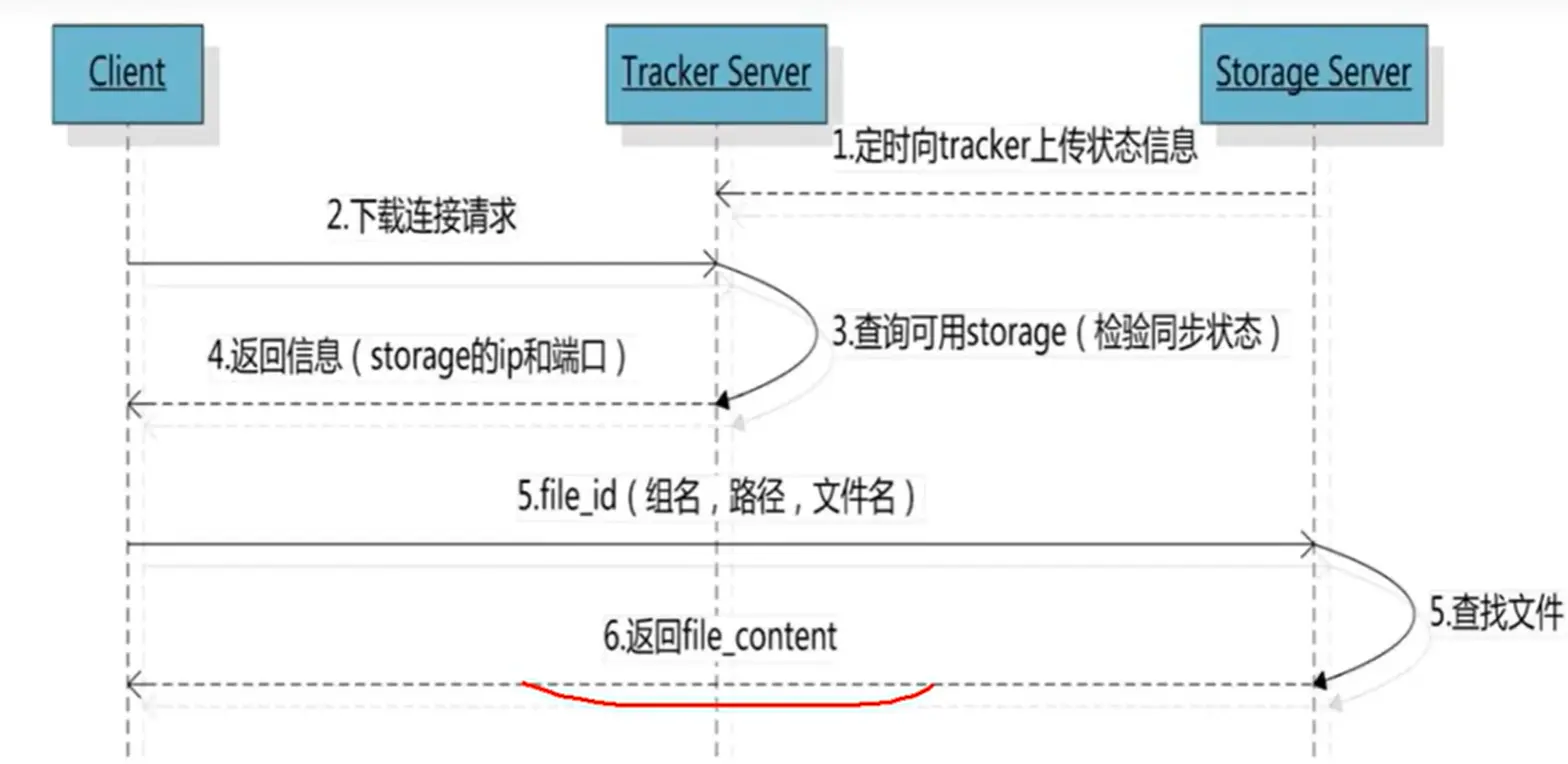 Client
Tracker Server
Storage Server
1.定时向tracker上传状态信息
2.下载连接请求
3.查询可用storage（检验同步状态）
4.返回信息（storage的ip和端口）
5.file_id（组名，路径，文件名）
5.查找文件
6.返回file_content